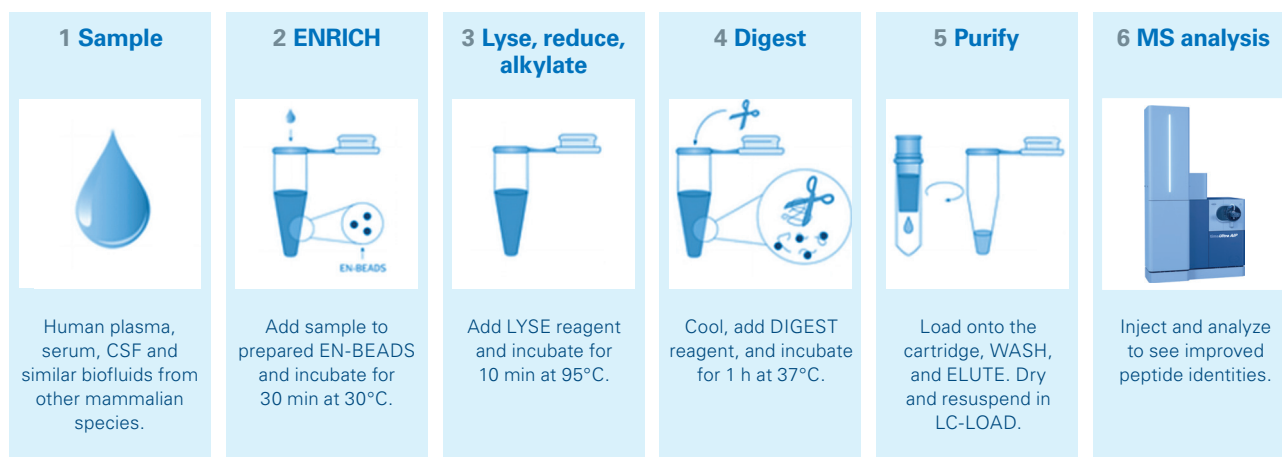 1 Sample
Human plasma,
serum, CSF and
similar biofluids from
other mammalian
species.
2 ENRICH
EN-BEADS
Add sample to
prepared EN-BEADS
and incubate for
30 min at 30°C.
3 Lyse, reduce,
alkylate
Add LYSE reagent
and incubate for
10 min at 95°C.
4 Digest
Cool, add DIGEST
reagent, and incubate
for 1 h at 37°C.
5 Purify
Load onto the
cartridge, WASH,
and ELUTE. Dry
and resuspend in
LC-LOAD.
6 MS analysis
Ultra AIP
Inject and analyze
to see improved
peptide identities.